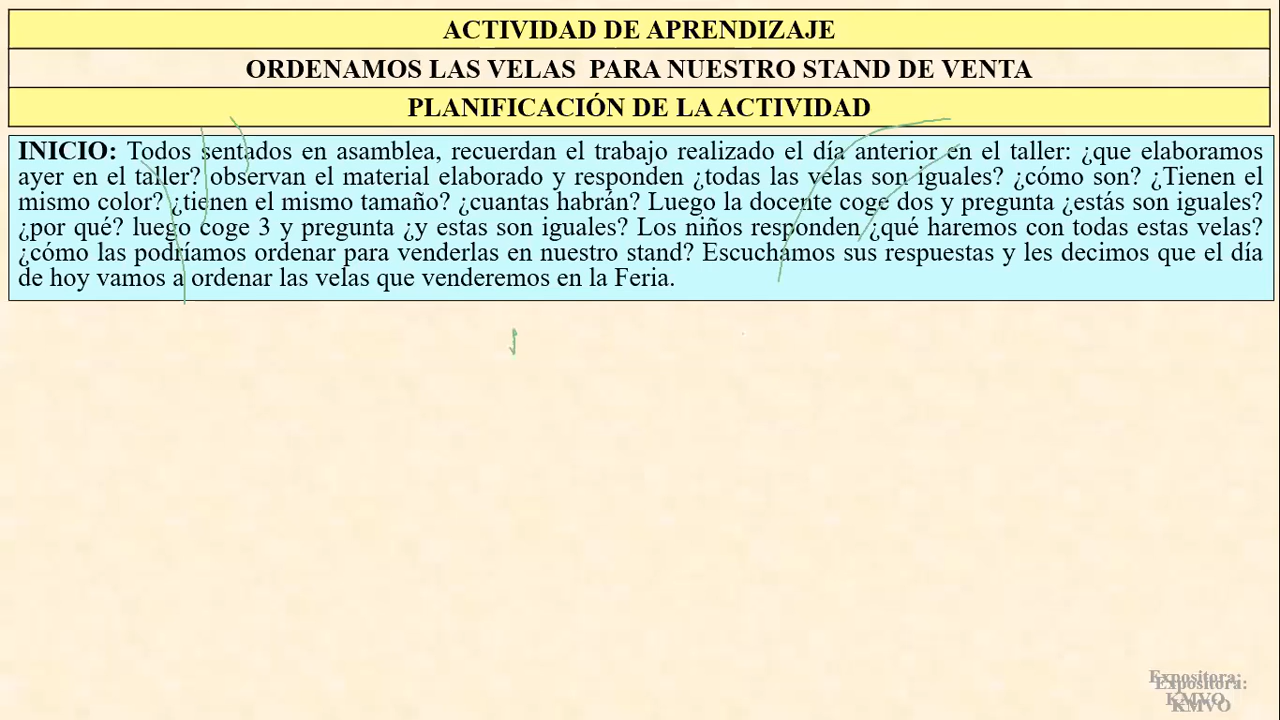 ACTIVIDAD DE APRENDIZAJE
ORDENAMOS LAS VELAS PARA NUESTRO STAND DE VENTA
PLANIFICACIÓN DE LA ACTIVIDAD
INICIO: Todos sentados en asamblea, recuerdan el trabajo realizado el día anterior en el taller: ¿que elaboramos
ayer en el taller? observan el material elaborado y responden ¿todas las velas son iguales? ¿cómo son? ¿Tienen el
mismo color? ¿tienen el mismo tamaño? ¿cuantas habrán? Luego la docente coge dos y pregunta ¿estás son iguales?
¿por qué? luego coge 3 y pregunta ¿y estas son iguales? Los niños responden ¿qué haremos con todas estas velas?
¿cómo las podríamos ordenar para venderlas en nuestro stand? Escuchamos sus respuestas y les decimos que el día
de hoy vamos a ordenar las velas que venderemos en la Feria.
Expositora:
Expositora:
KMVO
KMVO